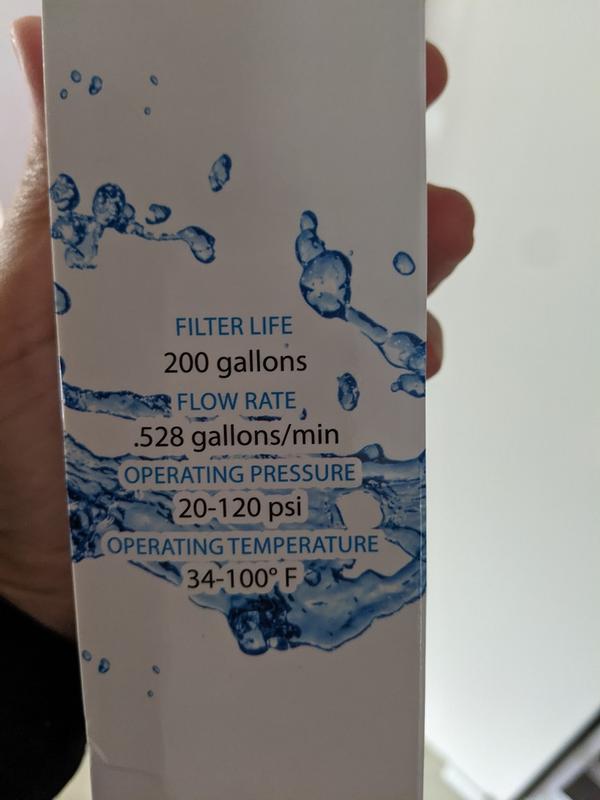 FILTER LIFE
200 gallons
FLOW RATE
.528 gallons/min
OPERATING PRESSURE
20-120 psi
OPERATING TEMPERATURE
34-100° F